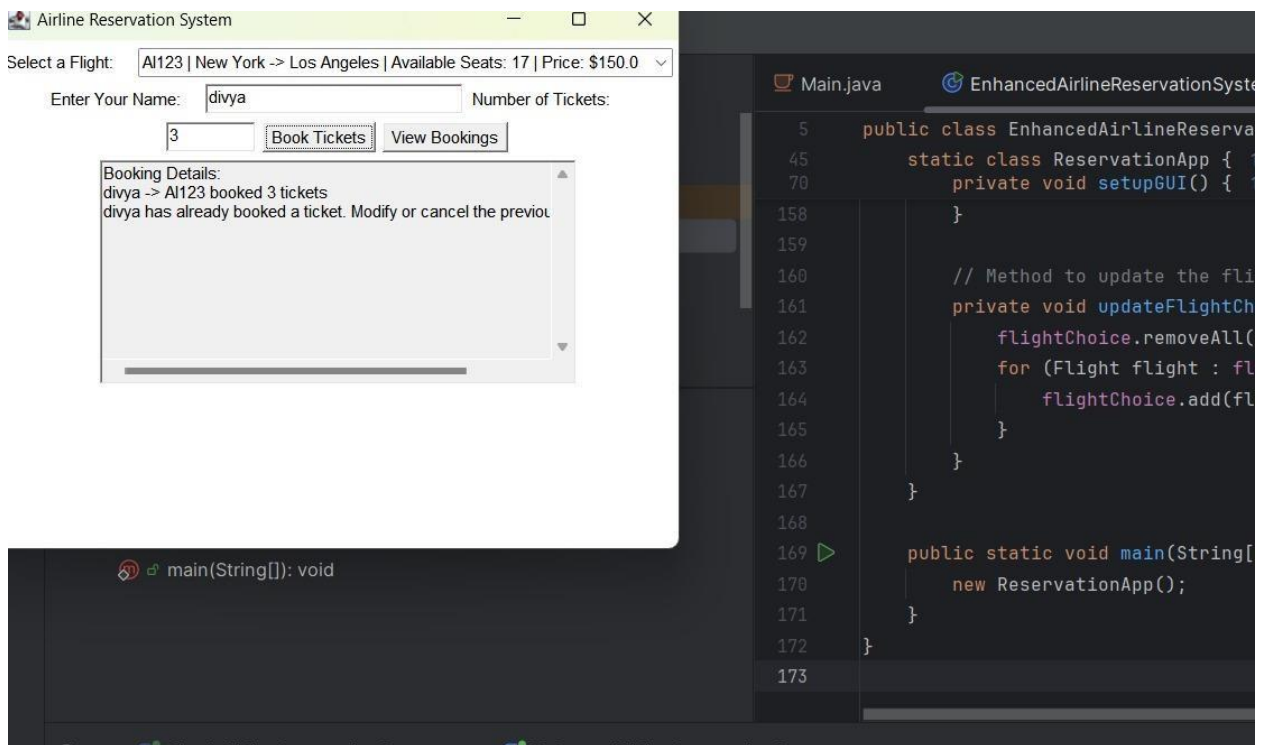 Airline Reservation System
Select a Flight: AI123 | New York -> Los Angeles | Available Seats: 17 | Price: $150.0
Enter Your Name: divya Number of Tickets:
3 Book Tickets View Bookings
Booking Details:
divya -> AI123 booked 3 tickets
divya has already booked a ticket. Modify or cancel the previou
main(String[]): void
Main.java EnhancedAirlineReservationSyste
5 public class EnhancedAirlineReserva
45 static class ReservationApp {
70 private void setupGUI() {
158 }
159
160 // Method to update the fli
161 private void updateFlightCh
162 flightChoice.removeAll(
163 for (Flight flight : fl
164 flightChoice.add(fl
165 }
166 }
167 }
168
169 public static void main(String[
170 new ReservationApp();
171 }
172 }
173